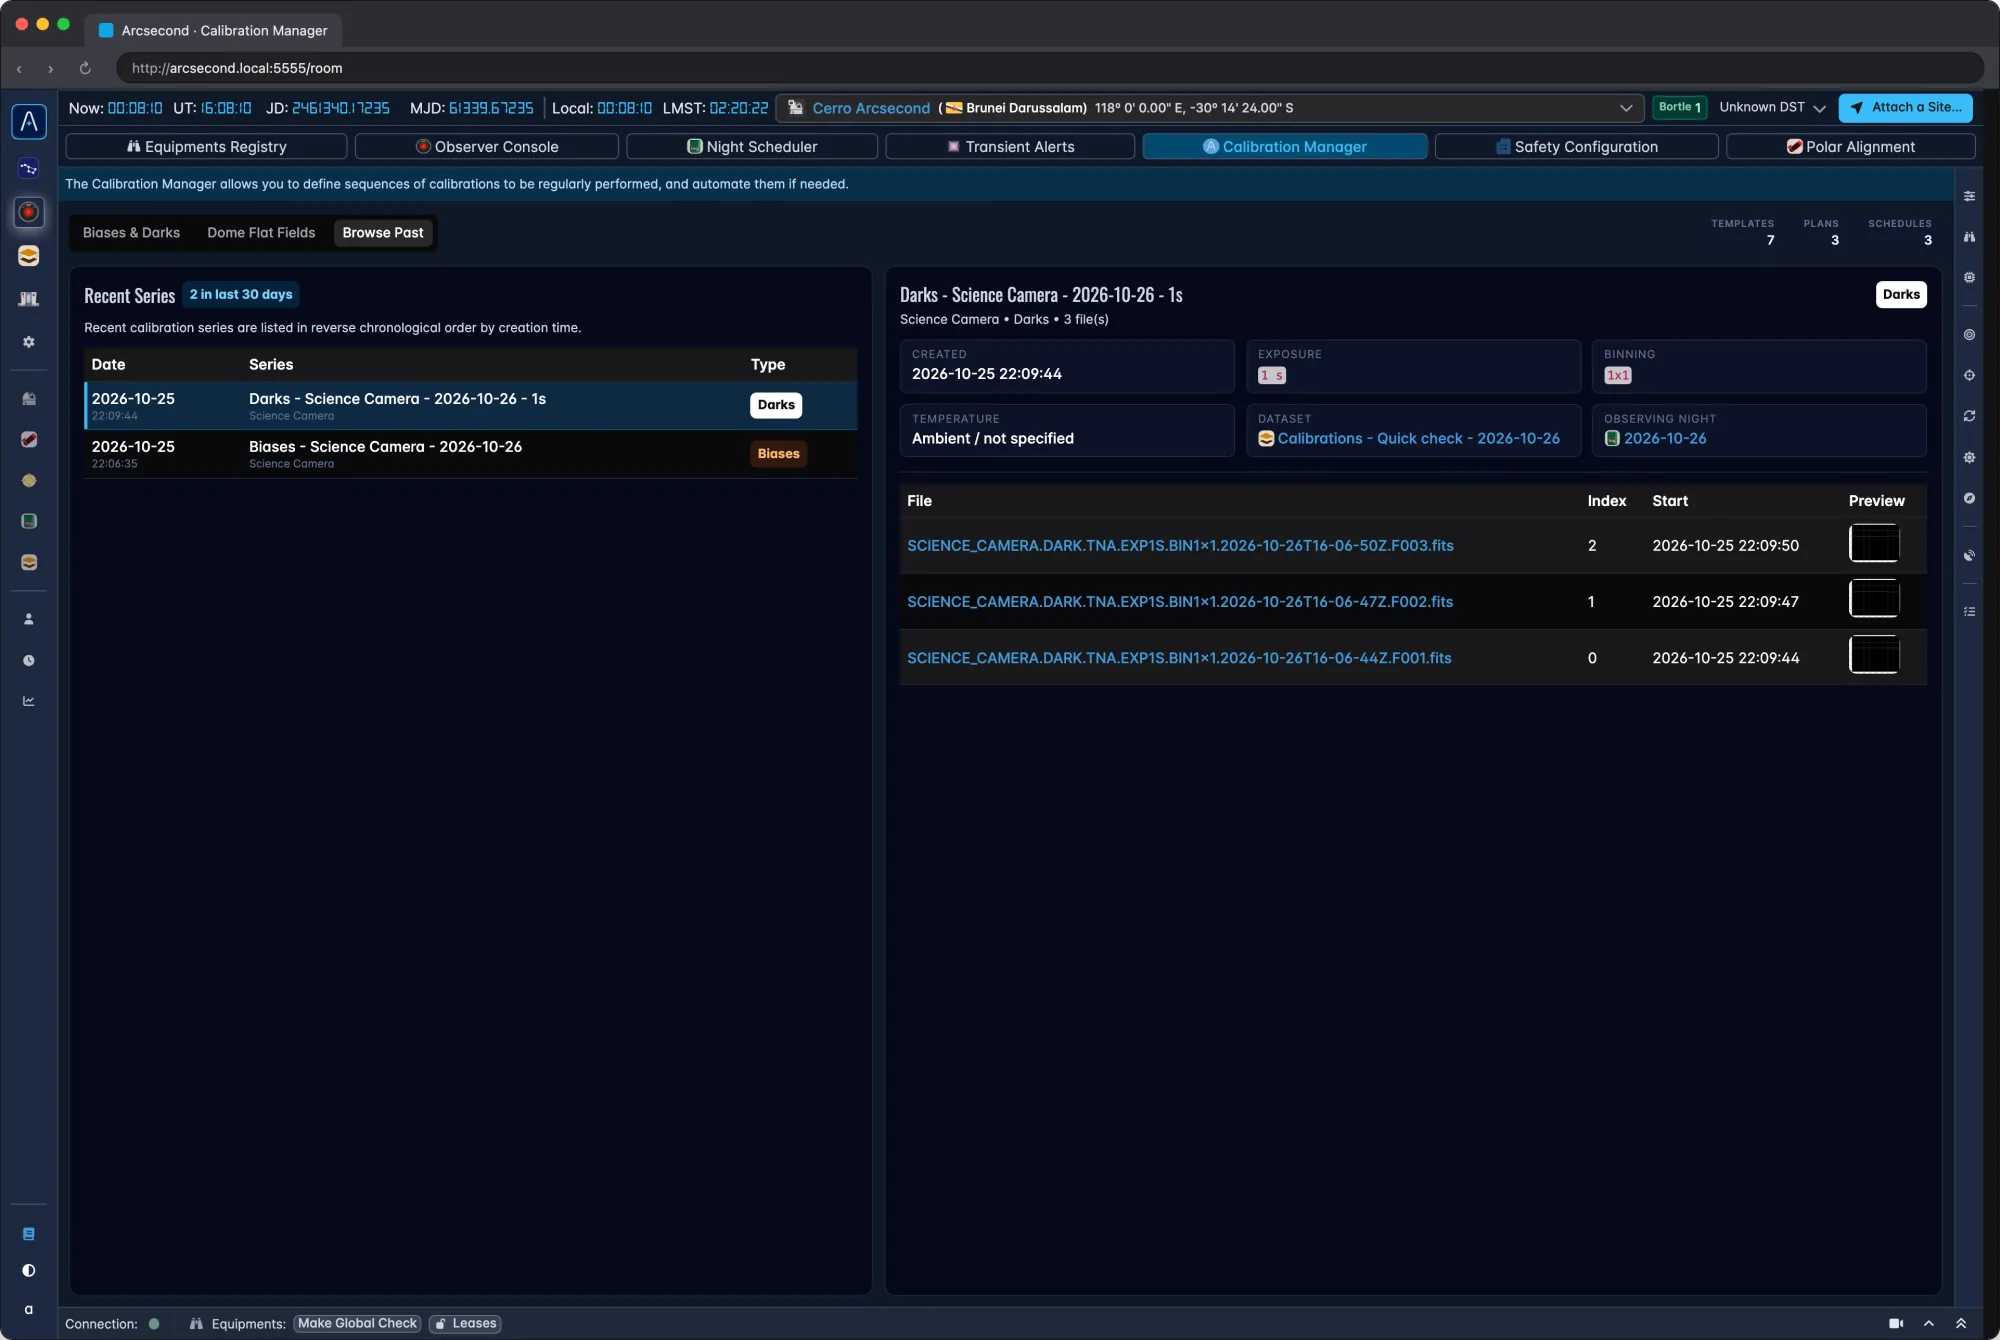 Arcsecond · Calibration Manager
http://arcsecond.local:5555/room
Now: 00:08:10 UT: 16:08:10 JD: 2461340.17235 MJD: 61339.67235 Local: 00:08:10 LMST: 02:20:22 Cerro Arcsecond ( Brunei Darussalam) 118° 0' 0.00" E, -30° 14' 24.00" S Bortle 1 Unknown DST Attach a Site...
Equipments Registry Observer Console Night Scheduler Transient Alerts Calibration Manager Safety Configuration Polar Alignment
The Calibration Manager allows you to define sequences of calibrations to be regularly performed, and automate them if needed.
Biases & Darks Dome Flat Fields Browse Past
TEMPLATES PLANS SCHEDULES
7 3 3
Recent Series 2 in last 30 days
Recent calibration series are listed in reverse chronological order by creation time.
Date Series Type
2026-10-25 Darks - Science Camera - 2026-10-26 - 1s Darks
22:09:44 Science Camera
2026-10-25 Biases - Science Camera - 2026-10-26 Biases
22:06:35 Science Camera
Darks - Science Camera - 2026-10-26 - 1s Darks
Science Camera • Darks • 3 file(s)
CREATED EXPOSURE BINNING
2026-10-25 22:09:44 1 s 1x1
TEMPERATURE DATASET OBSERVING NIGHT
Ambient / not specified Calibrations - Quick check - 2026-10-26 2026-10-26
File Index Start Preview
SCIENCE_CAMERA.DARK.TNA.EXP1S.BIN1×1.2026-10-26T16-06-50Z.F003.fits 2 2026-10-25 22:09:50
SCIENCE_CAMERA.DARK.TNA.EXP1S.BIN1×1.2026-10-26T16-06-47Z.F002.fits 1 2026-10-25 22:09:47
SCIENCE_CAMERA.DARK.TNA.EXP1S.BIN1×1.2026-10-26T16-06-44Z.F001.fits 0 2026-10-25 22:09:44
a
Connection: Equipments: Make Global Check Leases